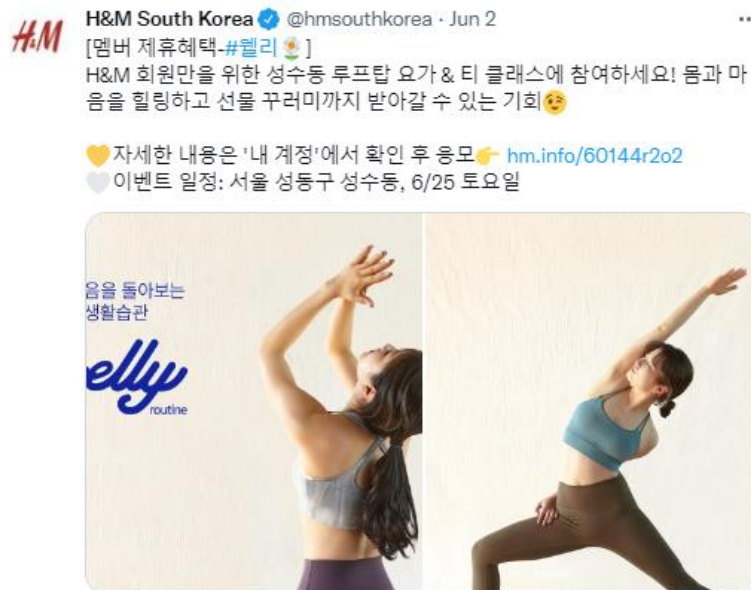 H&M
H&M South Korea @hmsouthkorea · Jun 2
[멤버 제휴혜택-#웰리🌼]
H&M 회원만을 위한 성수동 루프탑 요가 & 티 클래스에 참여하세요! 몸과 마
음을 힐링하고 선물 꾸러미까지 받아갈 수 있는 기회😉
💛자세한 내용은 '내 계정'에서 확인 후 응모👉 hm.info/60144r2o2
🤍이벤트 일정: 서울 성동구 성수동, 6/25 토요일
음을 돌아보는
생활습관
elly
routine